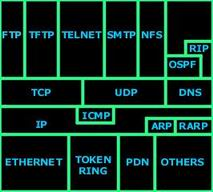 FTP TFTP TELNET SMTP NFS
RIP
OSPF
TCP UDP DNS
ICMP
IP ARP RARP
ETHERNET TOKEN RING PDN OTHERS